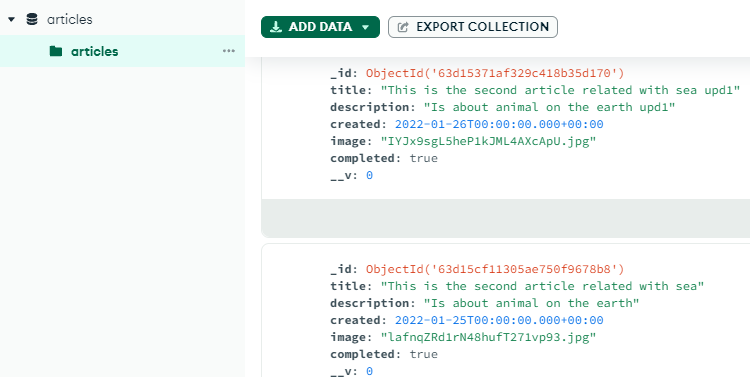 articles
articles
ADD DATA
EXPORT COLLECTION
_id: ObjectId('63d15371af329c418b35d170')
title: "This is the second article related with sea upd1"
description: "Is about animal on the earth upd1"
created: 2022-01-26T00:00:00.000+00:00
image: "IYJx9sgL5heP1kJML4AXcApU.jpg"
completed: true
__v: 0
_id: ObjectId('63d15cf11305ae750f9678b8')
title: "This is the second article related with sea"
description: "Is about animal on the earth"
created: 2022-01-25T00:00:00.000+00:00
image: "lafnqZRd1rN48hufT271vp93.jpg"
completed: true
__v: 0